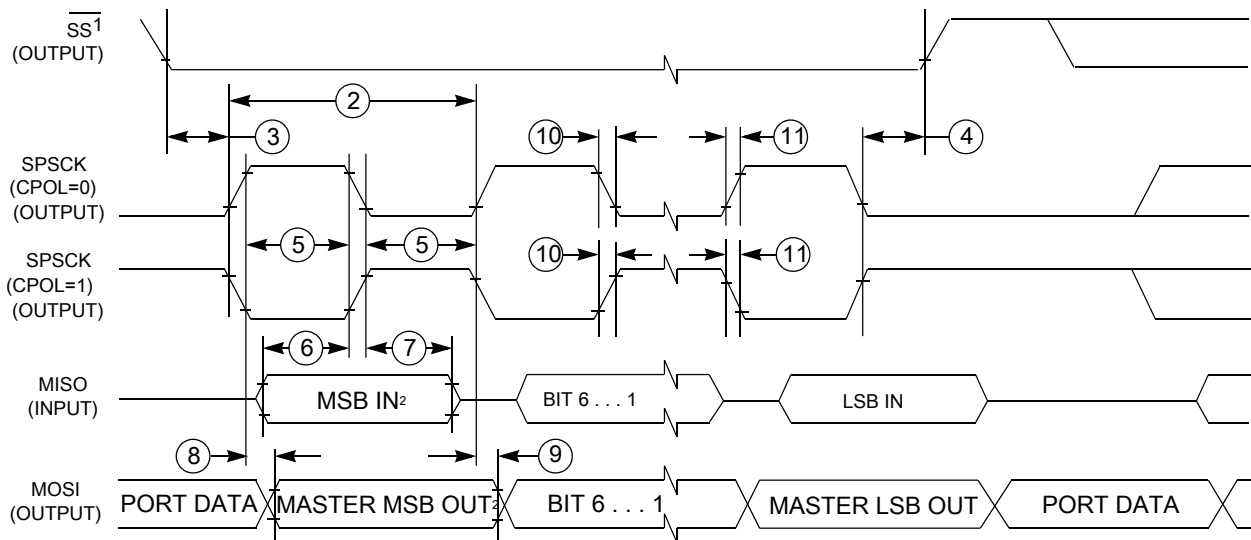 SS1
(OUTPUT)
2
3
10
11
4
SPSCK
(CPOL=0)
(OUTPUT)
5
5
SPSCK
(CPOL=1)
(OUTPUT)
10
11
6
7
MISO
(INPUT)
MSB IN2
BIT 6 . . . 1
LSB IN
8
9
MOSI
(OUTPUT)
PORT DATA
MASTER MSB OUT2
BIT 6 . . . 1
MASTER LSB OUT
PORT DATA